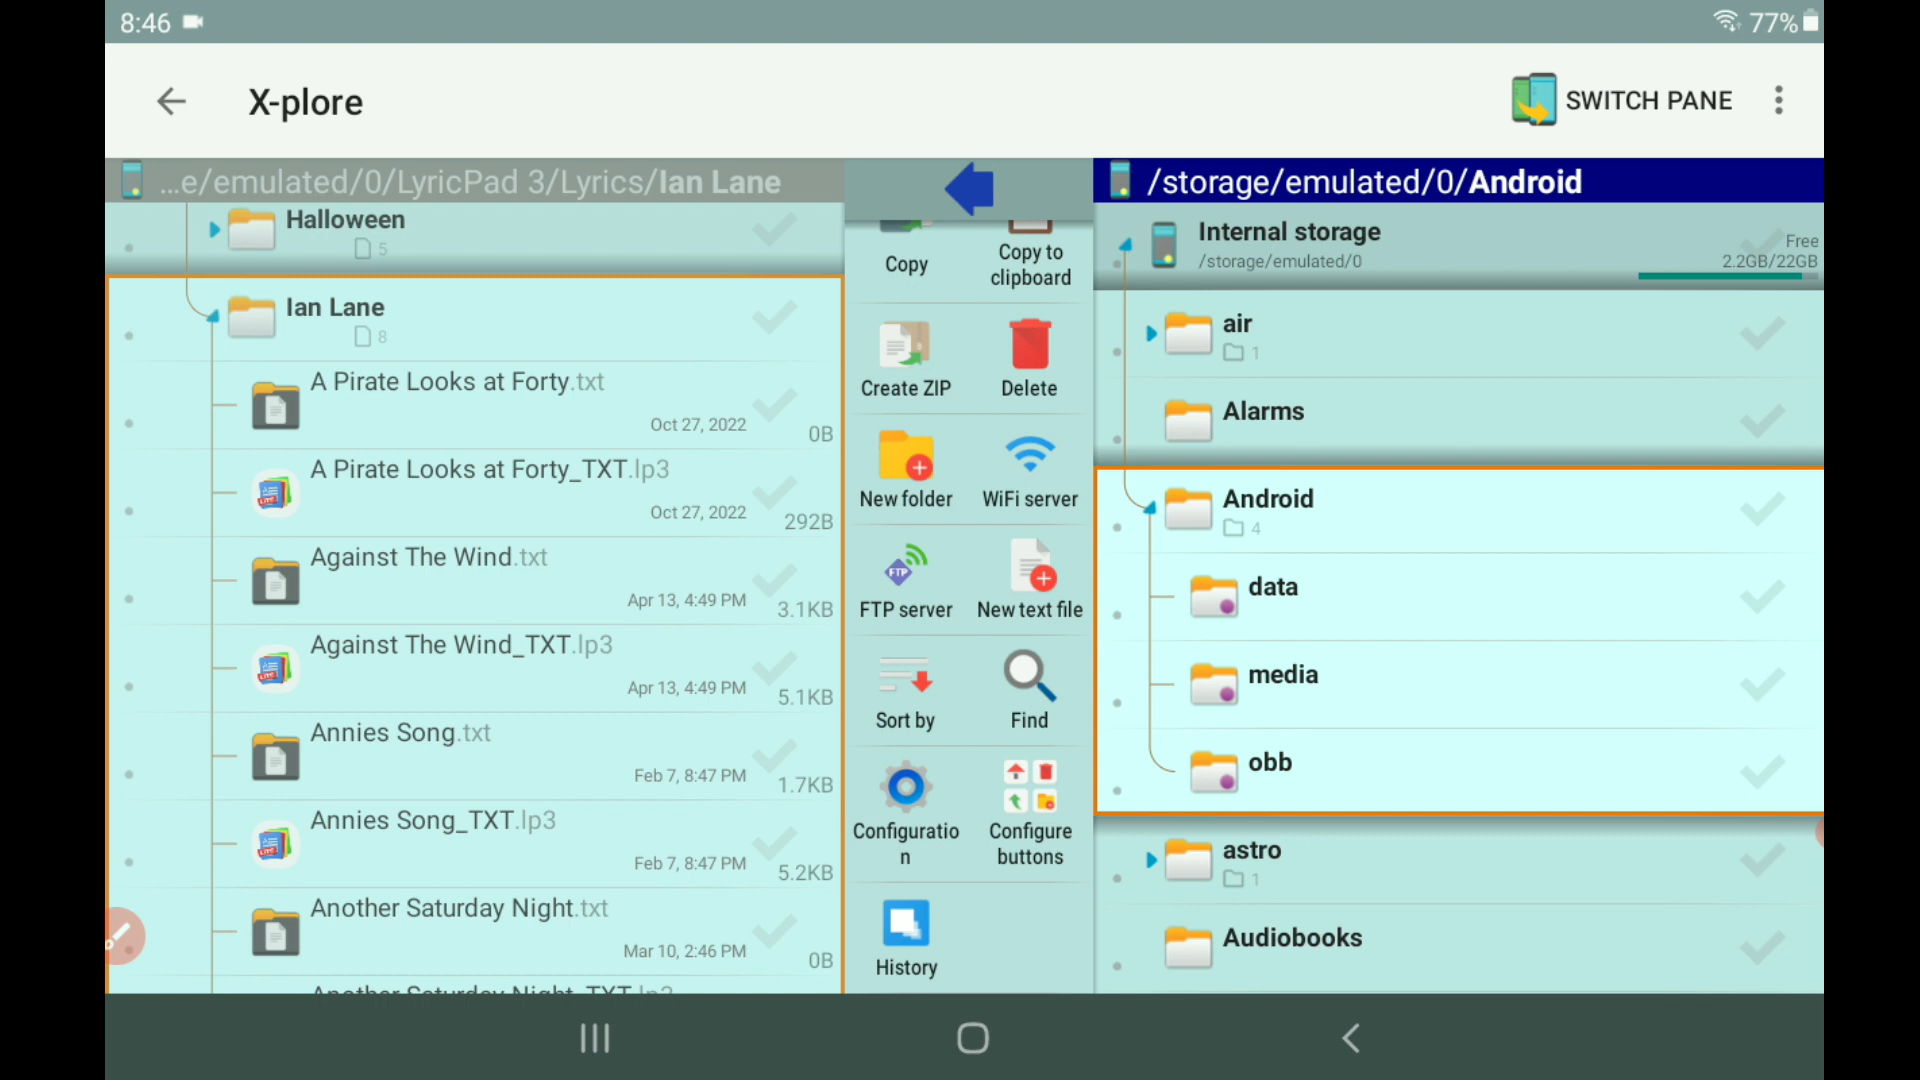 8:46
77%
X-plore
SWITCH PANE
...e/emulated/0/LyricPad 3/Lyrics/Ian Lane
Halloween
5
Ian Lane
8
A Pirate Looks at Forty.txt
Oct 27, 2022
0B
A Pirate Looks at Forty_TXT.lp3
Oct 27, 2022
292B
Against The Wind.txt
Apr 13, 4:49 PM
3.1KB
Against The Wind_TXT.lp3
Apr 13, 4:49 PM
5.1KB
Annies Song.txt
Feb 7, 8:47 PM
1.7KB
Annies Song_TXT.lp3
Feb 7, 8:47 PM
5.2KB
Another Saturday Night.txt
Mar 10, 2:46 PM
0B
Another Saturday Night_TXT.lp3
Copy
Copy to
clipboard
Create ZIP
Delete
New folder
WiFi server
FTP
FTP server
New text file
Sort by
Find
Configuratio
n
Configure
buttons
History
/storage/emulated/0/Android
Internal storage
/storage/emulated/0
Free
2.2GB/22GB
air
1
Alarms
Android
4
data
media
obb
astro
1
Audiobooks